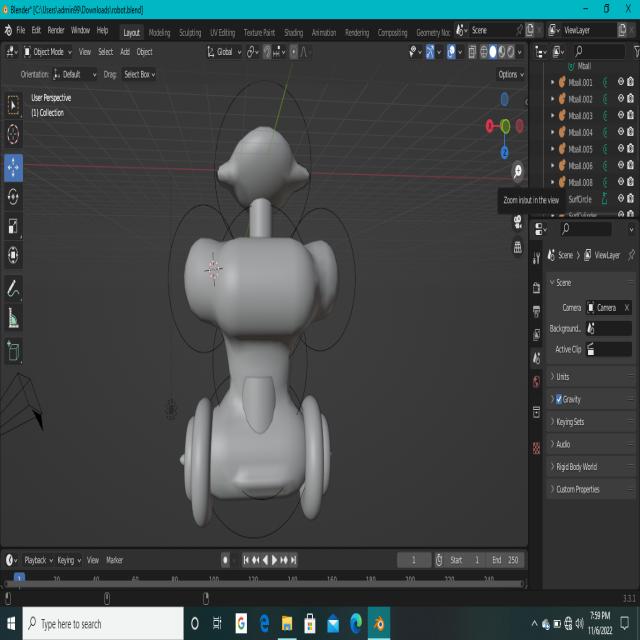 Blender* [C:\Users\admin99\Downloads\robot.blend]
File Edit Render Window Help Layout Modeling Sculpting UV Editing Texture Paint Shading Animation Rendering Compositing Geometry Noc Scene ViewLayer
Object Mode View Select Add Object Global
Orientation: Default Drag: Select Box Options
User Perspective
(1) Collection
Mball
Mball.001
Mball.002
Mball.003
Mball.004
Mball.005
Mball.006
Mball.008
SurfCircle
SurfCylinder
Zoom in/out in the view
Z
Scene ViewLayer
Scene
Camera Camera
Background..
Active Clip
Units
Gravity
Keying Sets
Audio
Rigid Body World
Custom Properties
Playback Keying View Marker 1 Start 1 End 250
1 20 40 60 80 100 120 140 160 180 200 220 240
3.3.1
Type here to search
7:59 PM
11/6/2022